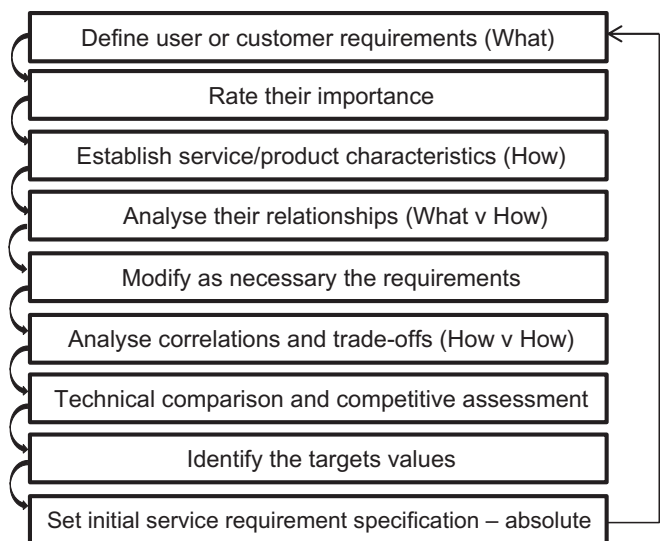 Define user or customer requirements (What)
Rate their importance
Establish service/product characteristics (How)
Analyse their relationships (What v How)
Modify as necessary the requirements
Analyse correlations and trade-offs (How v How)
Technical comparison and competitive assessment
Identify the targets values
Set initial service requirement specification – absolute